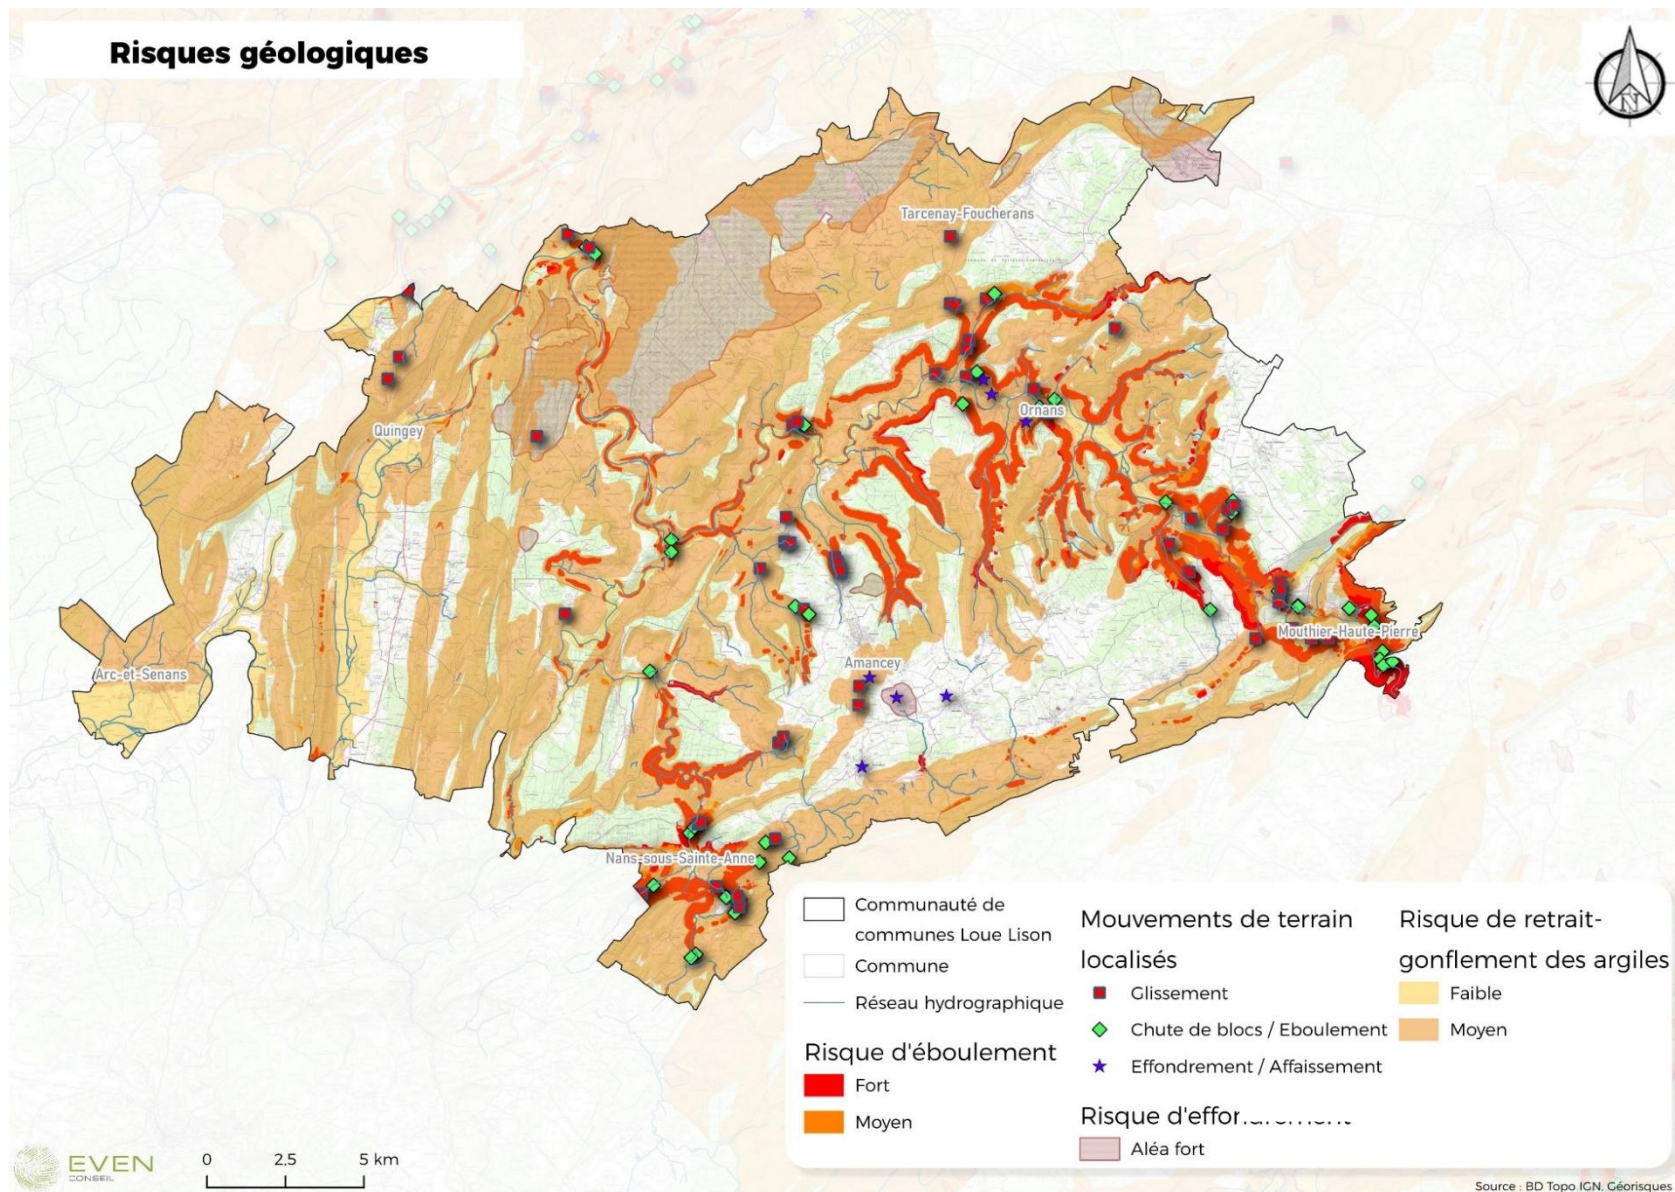 Risques géologiques
N
Tarcenay-Foucherans
Quingey
Ornans
Mouthier-Haute-Pierre
Amancey
Arc-et-Senans
Nans-sous-Sainte-Anne
Communauté de
communes Loue Lison
Commune
Réseau hydrographique
Risque d'éboulement
Fort
Moyen
Mouvements de terrain
localisés
Glissement
Chute de blocs / Eboulement
Effondrement / Affaissement
Risque d'effondrement
Aléa fort
Risque de retrait-
gonflement des argiles
Faible
Moyen
EVEN
CONSEIL
0 2,5 5 km
Source : BD Topo IGN, Géorisques